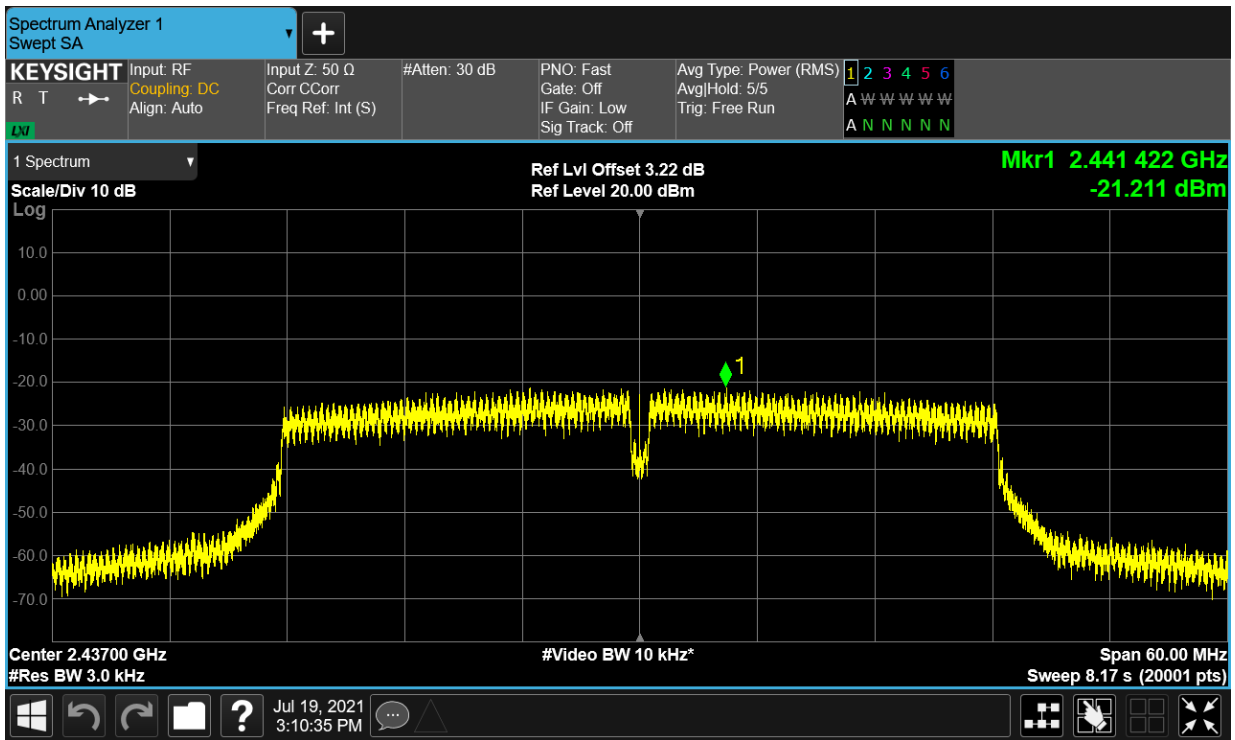 Spectrum Analyzer 1
Swept SA
KEYSIGHT
R T
LXI
Input: RF
Coupling: DC
Align: Auto
Input Z: 50 Ω
Corr CCorr
Freq Ref: Int (S)
#Atten: 30 dB
PNO: Fast
Gate: Off
IF Gain: Low
Sig Track: Off
Avg Type: Power (RMS)
Avg|Hold: 5/5
Trig: Free Run
1 2 3 4 5 6
A W W W W W
A N N N N N
1 Spectrum
Scale/Div 10 dB
Ref Lvl Offset 3.22 dB
Ref Level 20.00 dBm
Mkr1 2.441 422 GHz
-21.211 dBm
Log
10.0
0.00
-10.0
-20.0
-30.0
-40.0
-50.0
-60.0
-70.0
1
Center 2.43700 GHz
#Res BW 3.0 kHz
#Video BW 10 kHz*
Span 60.00 MHz
Sweep 8.17 s (20001 pts)
?
Jul 19, 2021
3:10:35 PM